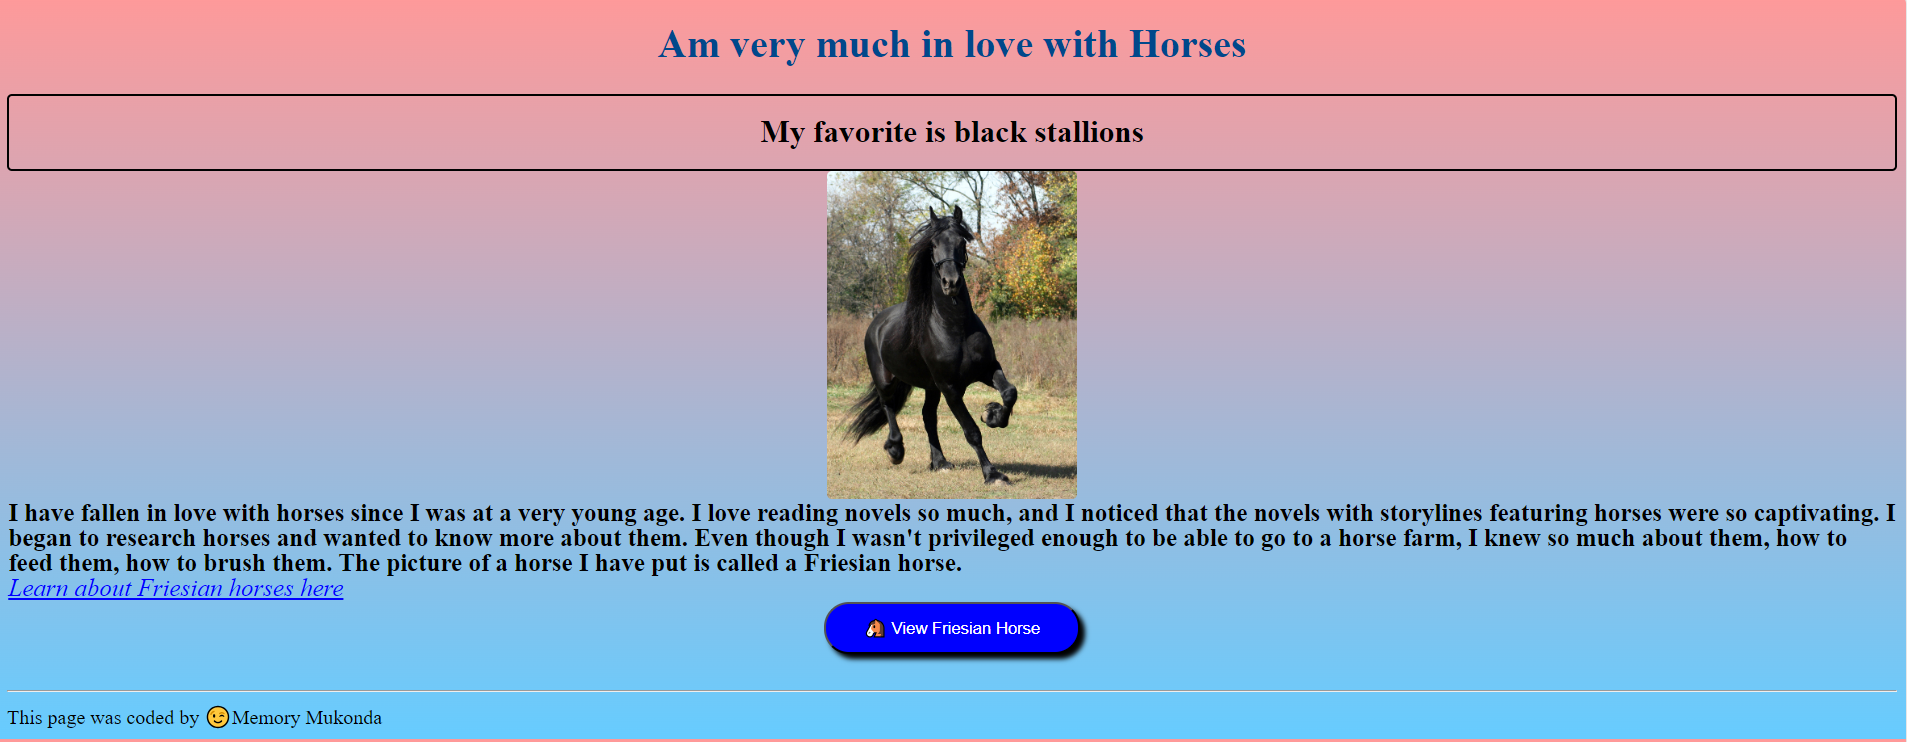 Am very much in love with Horses
My favorite is black stallions
I have fallen in love with horses since I was at a very young age. I love reading novels so much, and I noticed that the novels with storylines featuring horses were so captivating. I
began to research horses and wanted to know more about them. Even though I wasn't privileged enough to be able to go to a horse farm, I knew so much about them, how to
feed them, how to brush them. The picture of a horse I have put is called a Friesian horse.
Learn about Friesian horses here
🐴 View Friesian Horse
This page was coded by 😉Memory Mukonda